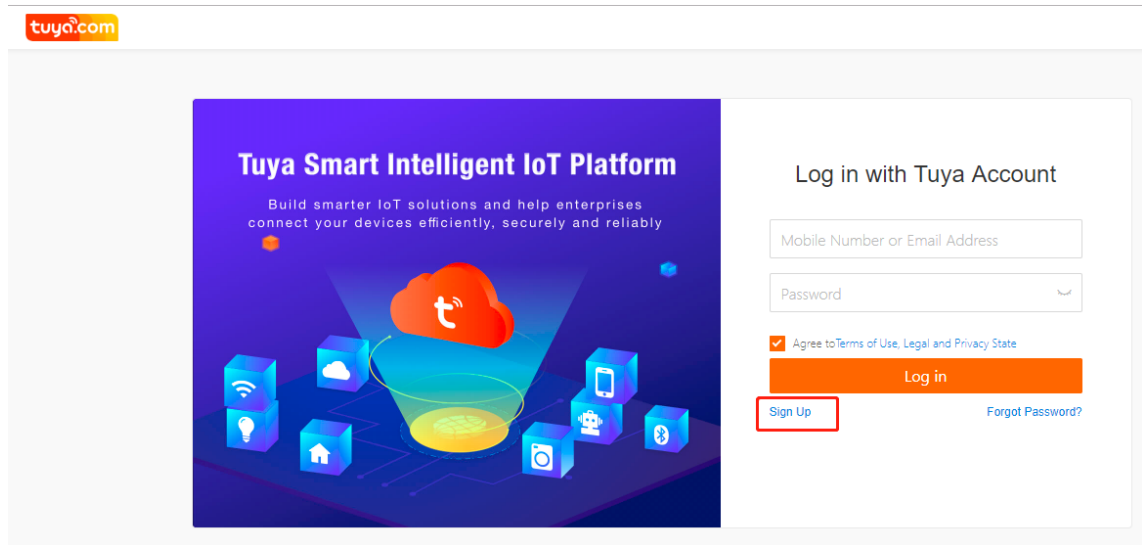 tuya.com
Tuya Smart Intelligent IoT Platform
Build smarter IoT solutions and help enterprises
connect your devices efficiently, securely and reliably
t
Log in with Tuya Account
Mobile Number or Email Address
Password
Agree toTerms of Use, Legal and Privacy State
Log in
Sign Up
Forgot Password?